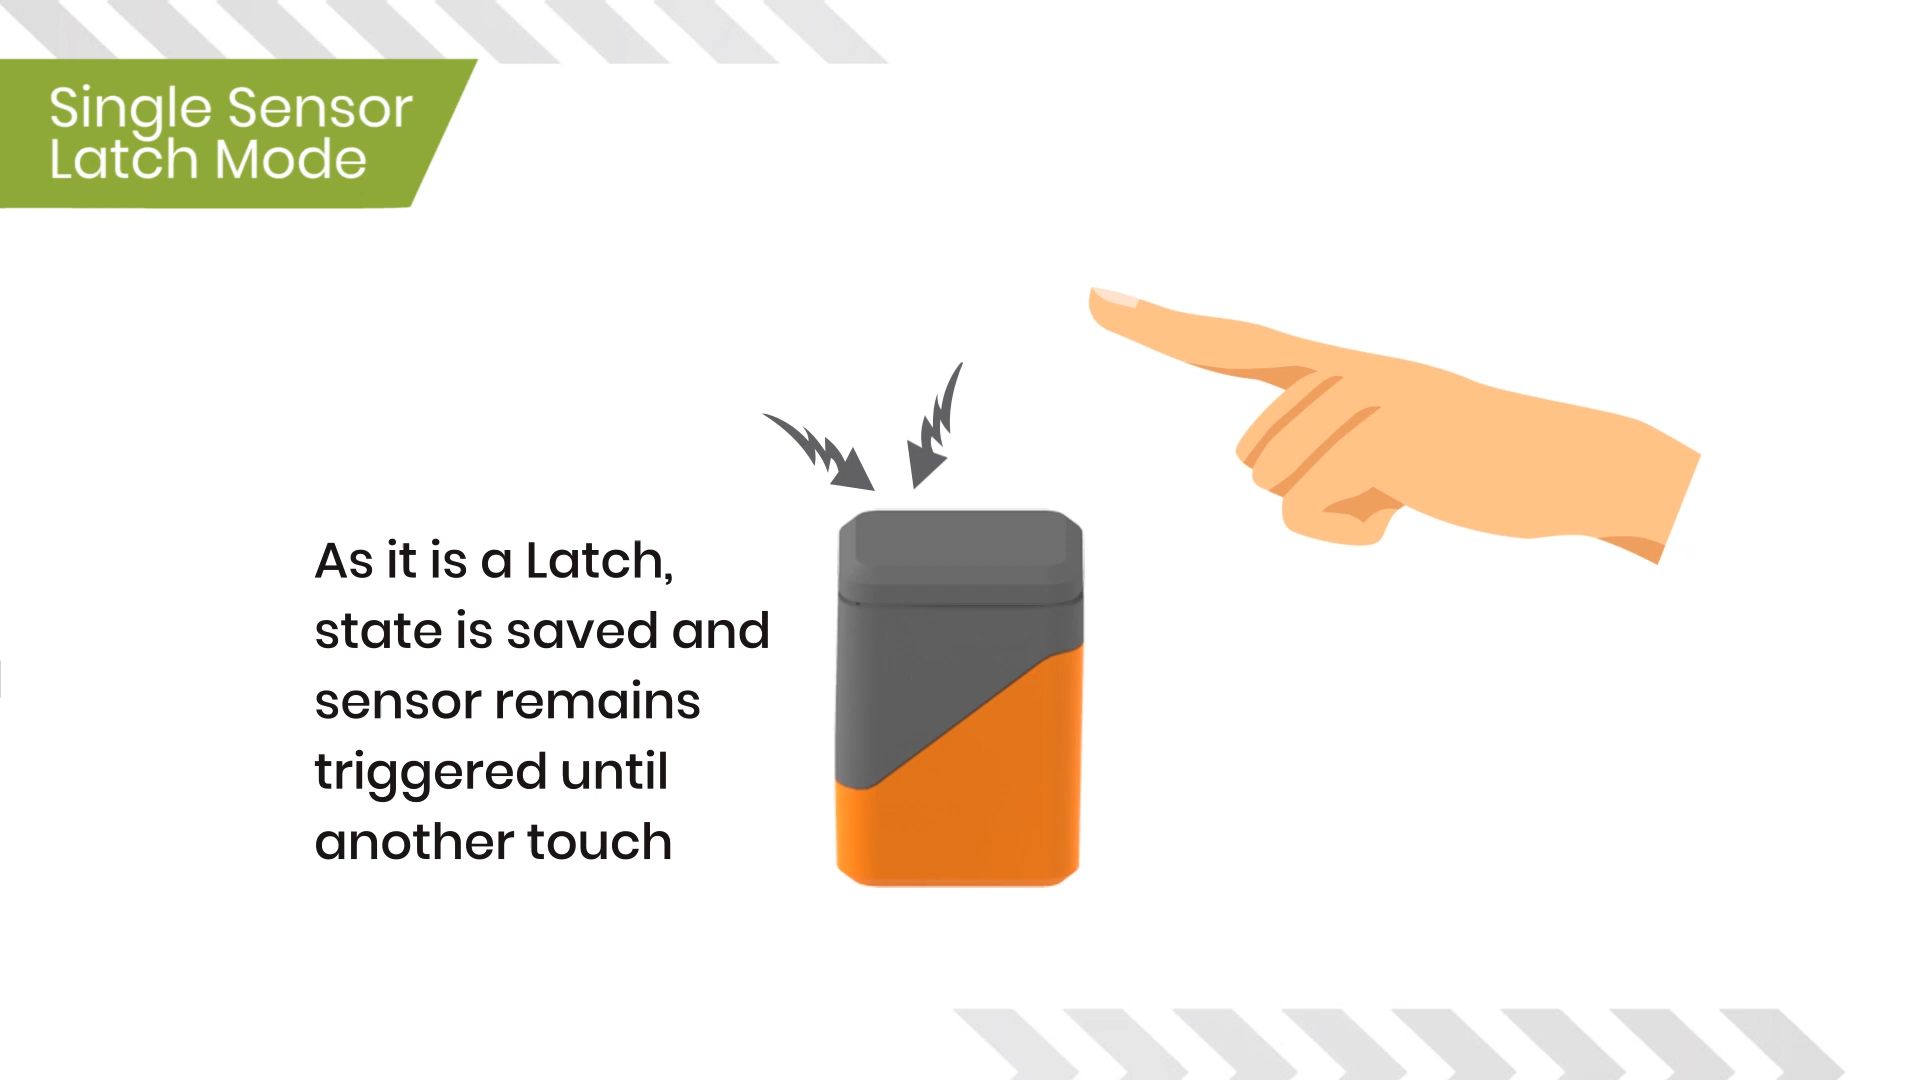 Single Sensor
Latch Mode
As it is a Latch,
state is saved and
sensor remains
triggered until
another touch